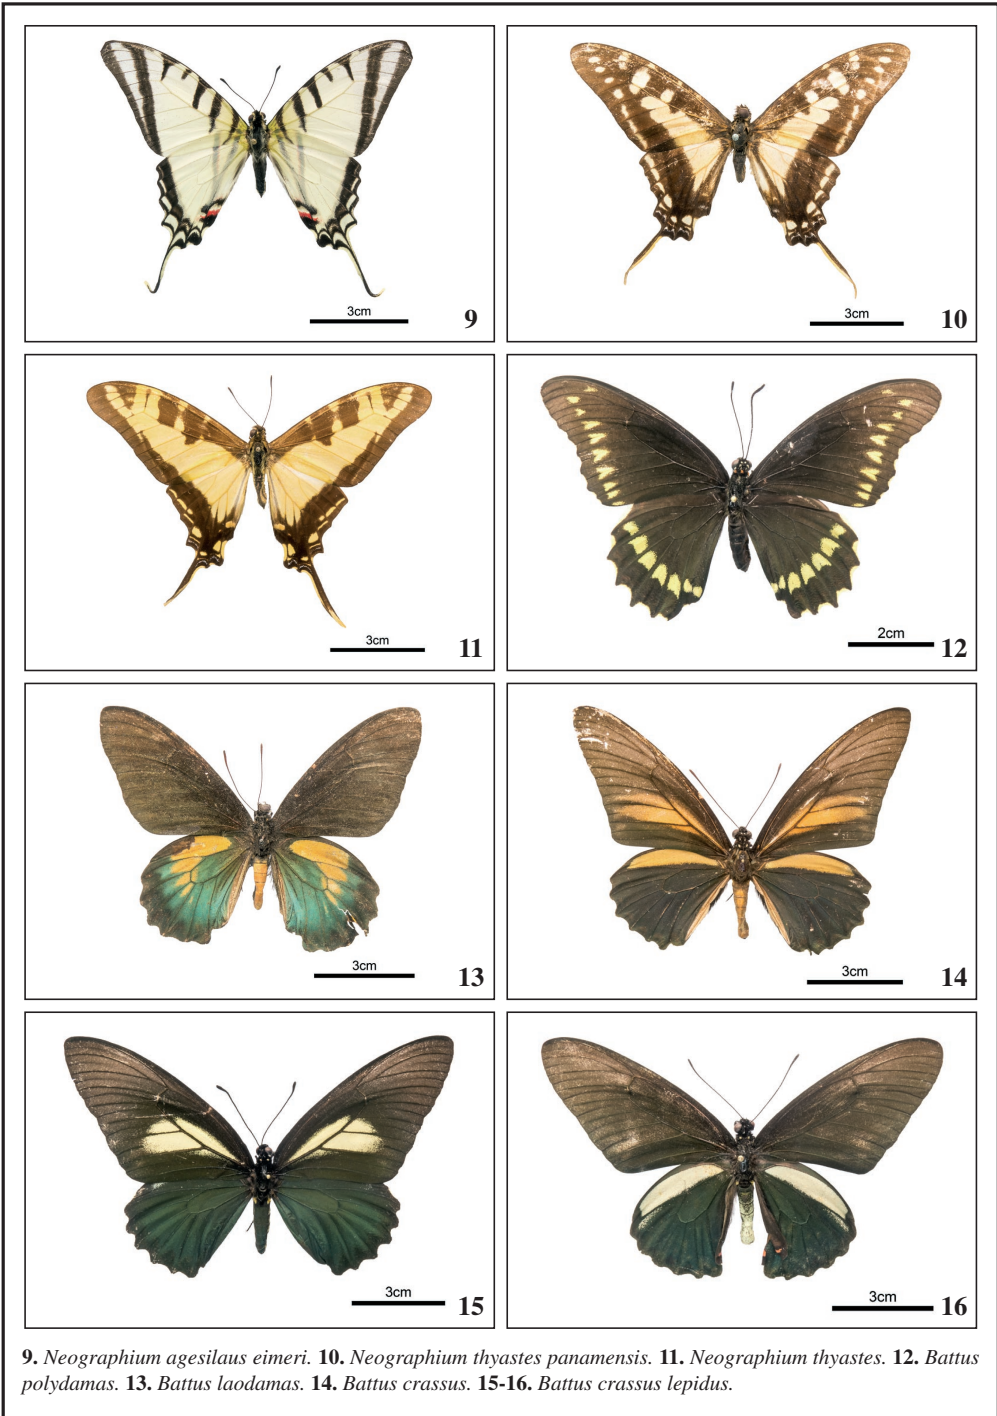 3cm
9
3cm
10
3cm
11
2cm
12
3cm
13
3cm
14
3cm
15
3cm
16
9. Neographium agesilaus eimeri. 10. Neographium thyastes panamensis. 11. Neographium thyastes. 12. Battus
polydamas. 13. Battus laodamas. 14. Battus crassus. 15-16. Battus crassus lepidus.